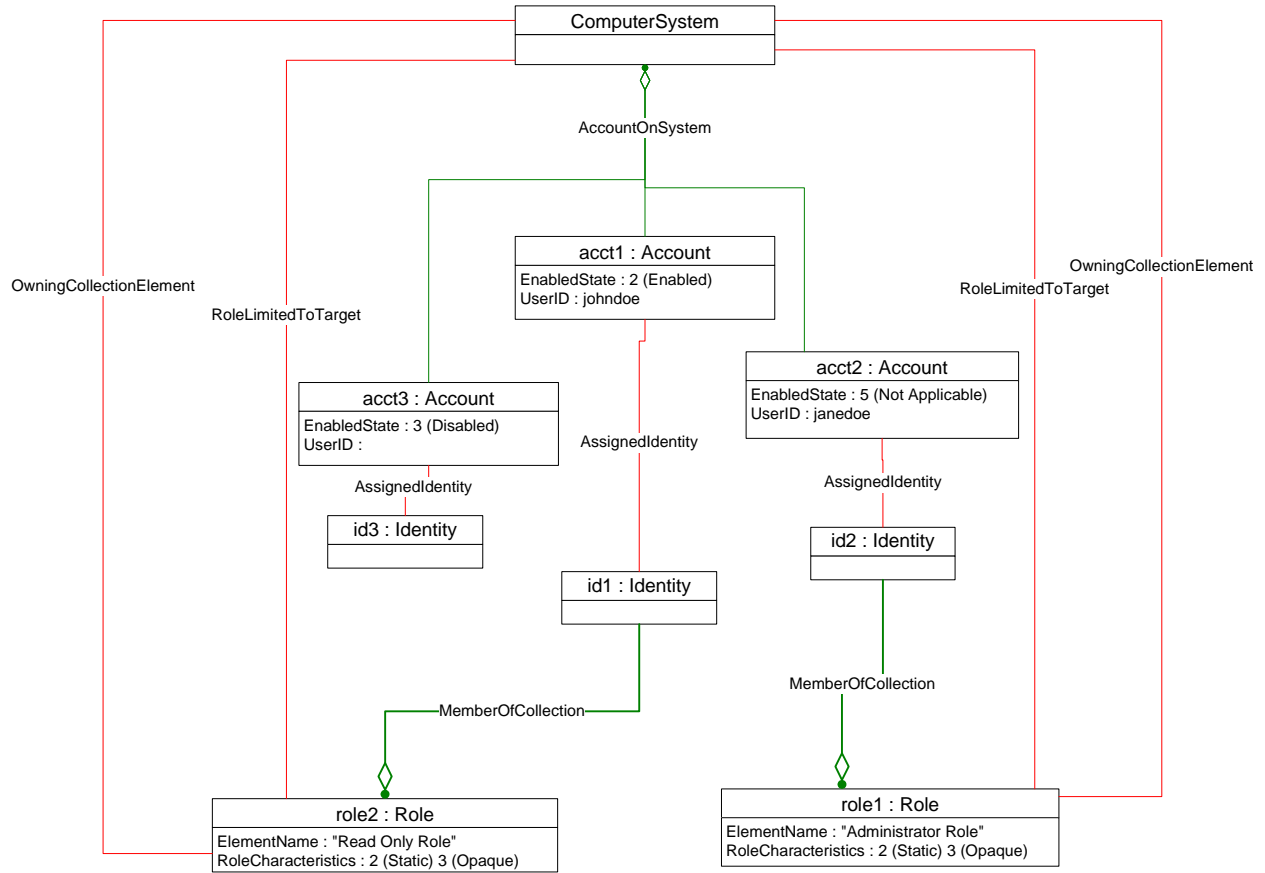 ComputerSystem
AccountOnSystem
acct1 : Account
EnabledState : 2 (Enabled)
UserID : johndoe
OwningCollectionElement
OwningCollectionElement
RoleLimitedToTarget
RoleLimitedToTarget
acct2 : Account
EnabledState : 5 (Not Applicable)
UserID : janedoe
acct3 : Account
EnabledState : 3 (Disabled)
UserID :
AssignedIdentity
AssignedIdentity
AssignedIdentity
id3 : Identity
id2 : Identity
id1 : Identity
MemberOfCollection
MemberOfCollection
role2 : Role
ElementName : "Read Only Role"
RoleCharacteristics : 2 (Static) 3 (Opaque)
role1 : Role
ElementName : "Administrator Role"
RoleCharacteristics : 2 (Static) 3 (Opaque)